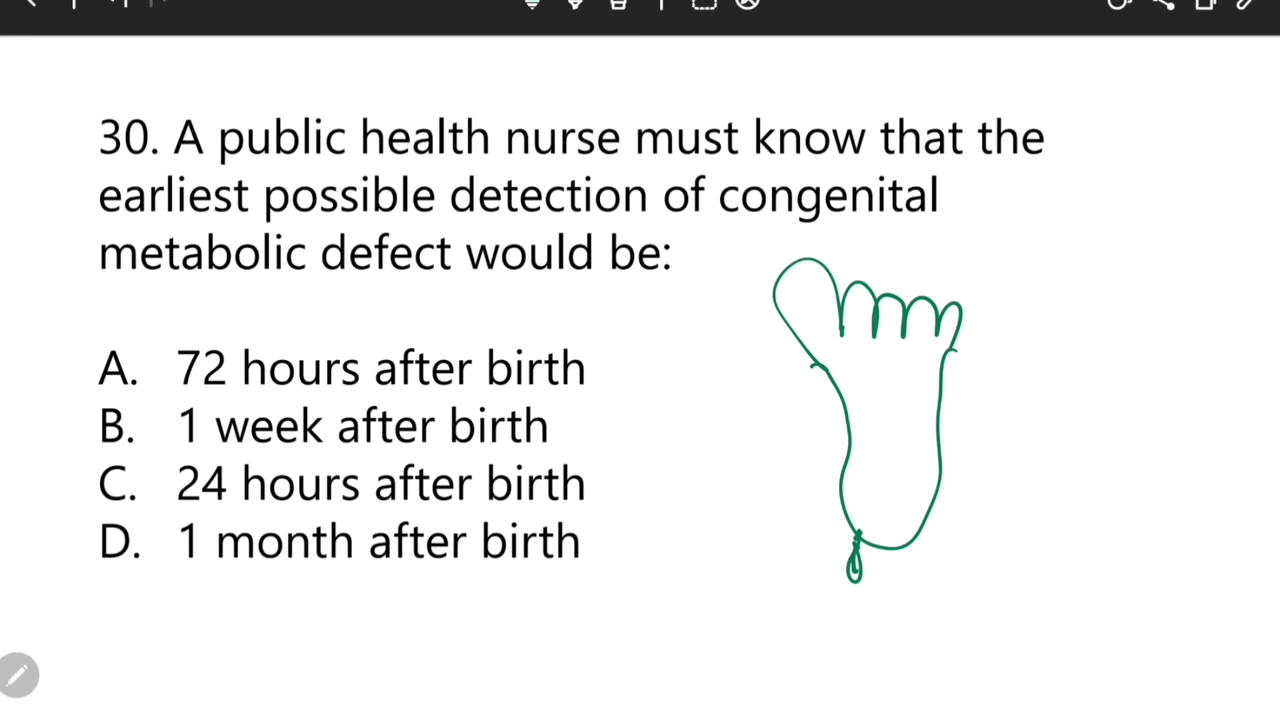 30. A public health nurse must know that the
earliest possible detection of congenital
metabolic defect would be:
A. 72 hours after birth
B. 1 week after birth
C. 24 hours after birth
D. 1 month after birth